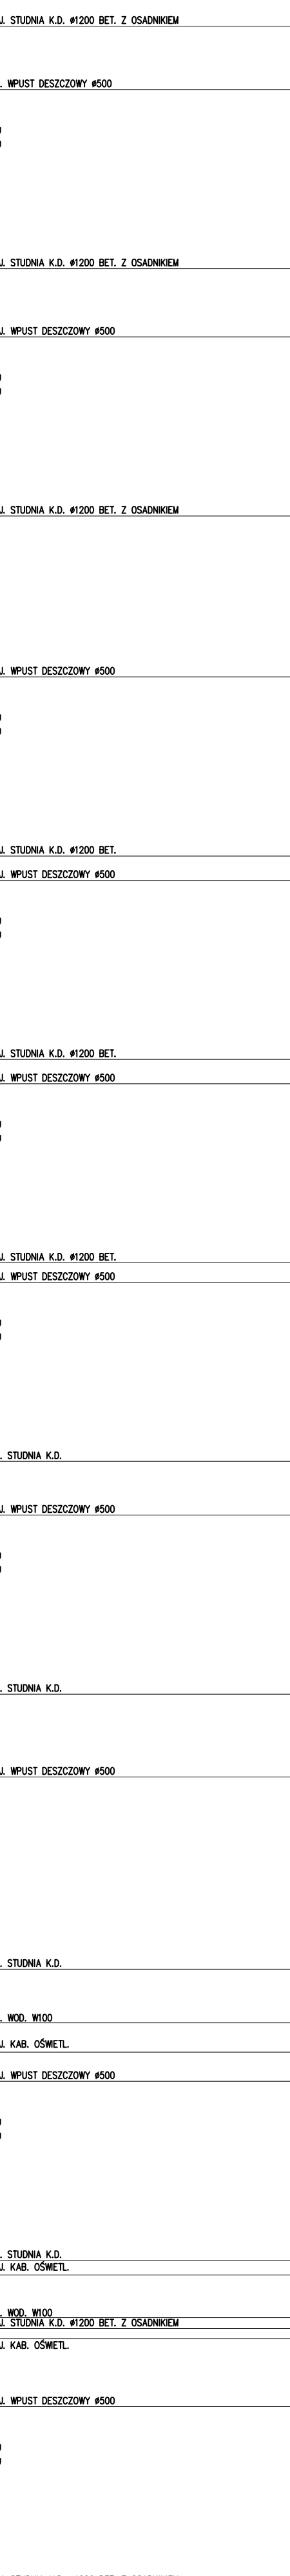 J. STUDNIA K.D. ø1200 BET. Z OSADNIKIEM
. WPUST DESZCZOWY ø500
J. STUDNIA K.D. ø1200 BET. Z OSADNIKIEM
J. WPUST DESZCZOWY ø500
J. STUDNIA K.D. ø1200 BET. Z OSADNIKIEM
J. WPUST DESZCZOWY ø500
J. STUDNIA K.D. ø1200 BET.
J. WPUST DESZCZOWY ø500
J. STUDNIA K.D. ø1200 BET.
J. WPUST DESZCZOWY ø500
J. STUDNIA K.D. ø1200 BET.
J. WPUST DESZCZOWY ø500
. STUDNIA K.D.
J. WPUST DESZCZOWY ø500
. STUDNIA K.D.
J. WPUST DESZCZOWY ø500
. STUDNIA K.D.
. WOD. W100
J. KAB. OŚWIETL.
J. WPUST DESZCZOWY ø500
. STUDNIA K.D.
J. KAB. OŚWIETL.
. WOD. W100
J. STUDNIA K.D. ø1200 BET. Z OSADNIKIEM
J. KAB. OŚWIETL.
J. WPUST DESZCZOWY ø500